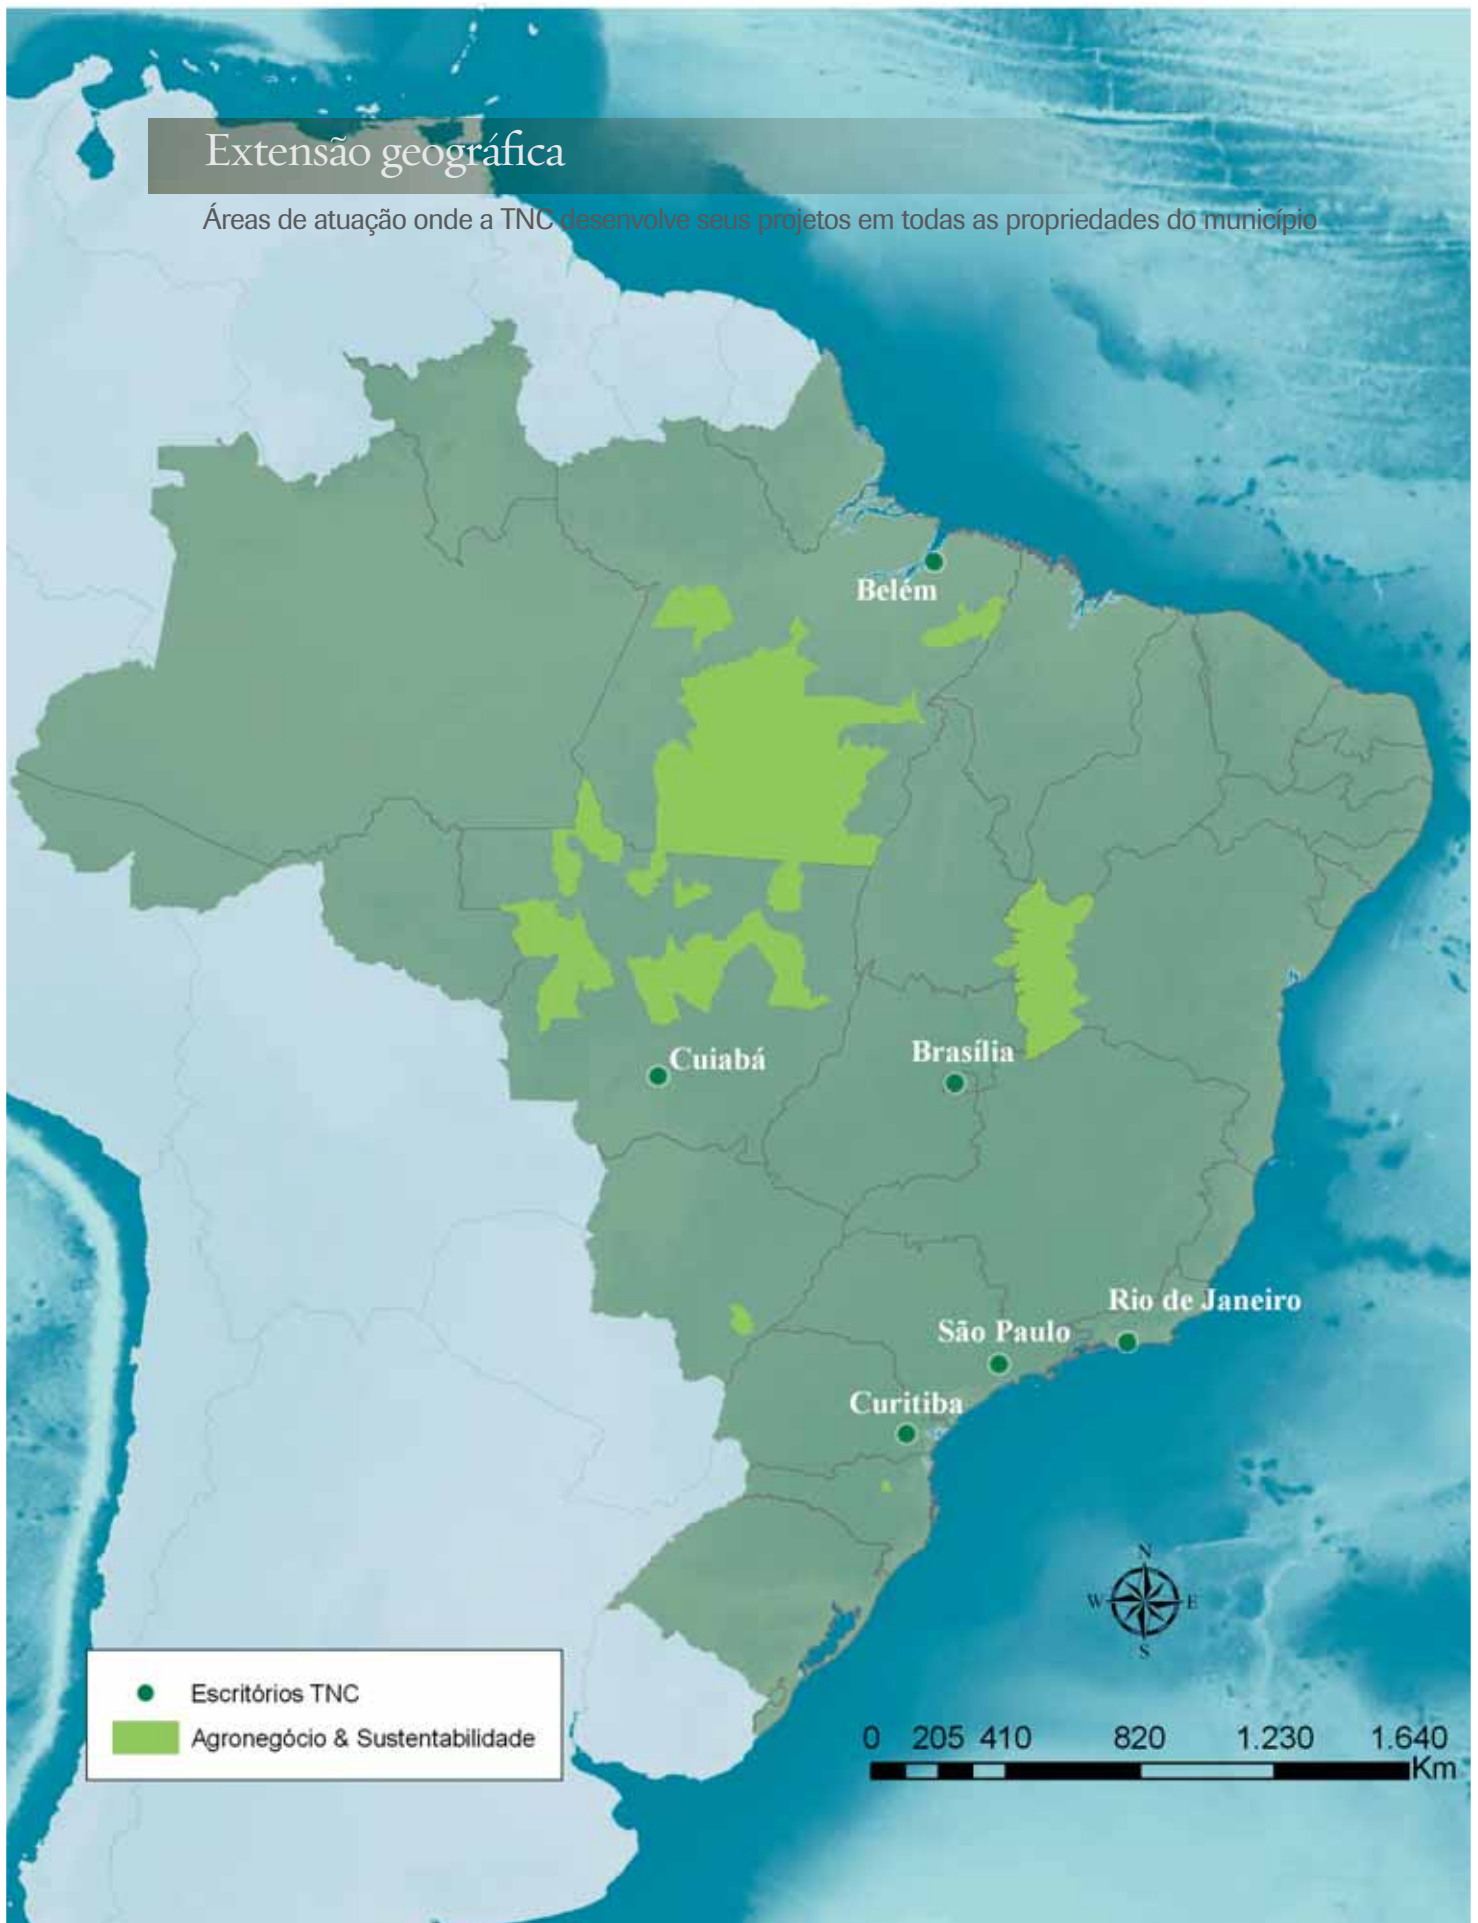 Extensão geográfica
Áreas de atuação onde a TNC desenvolve seus projetos em todas as propriedades do município
Belém
Cuiabá
Brasília
Rio de Janeiro
São Paulo
Curitiba
N
W E
S
Escritórios TNC
Agronegócio & Sustentabilidade
0 205 410 820 1.230 1.640
Km